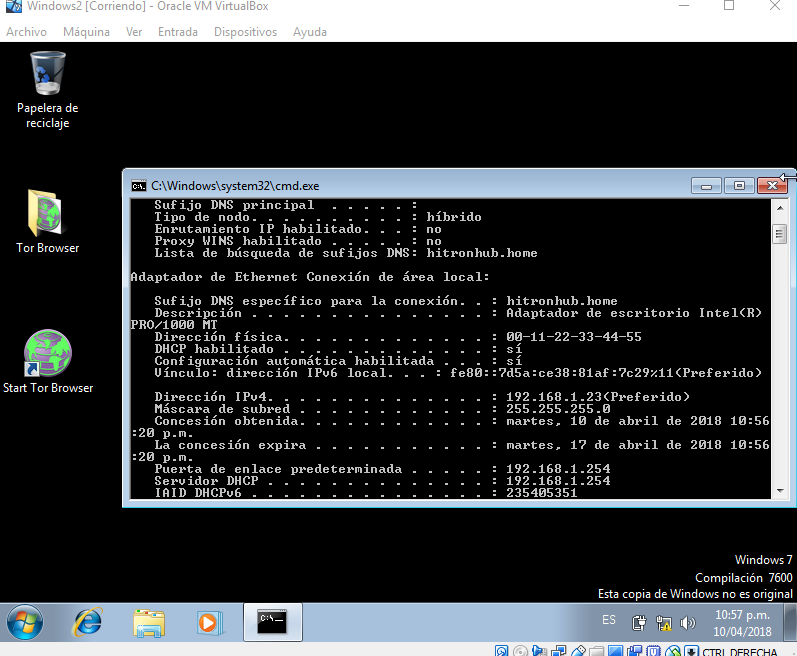 Windows2 [Corriendo] - Oracle VM VirtualBox
Archivo Máquina Ver Entrada Dispositivos Ayuda
Papelera de
reciclaje
Tor Browser
Start Tor Browser
C:\Windows\system32\cmd.exe
Sufijo DNS principal . . . . . :
Tipo de nodo. . . . . . . . . . : híbrido
Enrutamiento IP habilitado. . . : no
Proxy WINS habilitado . . . . . : no
Lista de búsqueda de sufijos DNS: hitronhub.home
Adaptador de Ethernet Conexión de área local:
Sufijo DNS específico para la conexión. . : hitronhub.home
Descripción . . . . . . . . . . . . . . . : Adaptador de escritorio Intel(R)
PRO/1000 MT
Dirección física. . . . . . . . . . . . . : 00-11-22-33-44-55
DHCP habilitado . . . . . . . . . . . . . : sí
Configuración automática habilitada . . . : sí
Vínculo: dirección IPv6 local. . . : fe80::7d5a:ce38:81af:7c29%11(Preferido)
Dirección IPv4. . . . . . . . . . . . . . : 192.168.1.23(Preferido)
Máscara de subred . . . . . . . . . . . . : 255.255.255.0
Concesión obtenida. . . . . . . . . . . . : martes, 10 de abril de 2018 10:56
:20 p.m.
La concesión expira . . . . . . . . . . . : martes, 17 de abril de 2018 10:56
:20 p.m.
Puerta de enlace predeterminada . . . . . : 192.168.1.254
Servidor DHCP . . . . . . . . . . . . . . : 192.168.1.254
IAID DHCPv6 . . . . . . . . . . . . . . . : 235405351
Windows 7
Compilación 7600
Esta copia de Windows no es original
ES
10:57 p.m.
10/04/2018
CTRL DERECHA